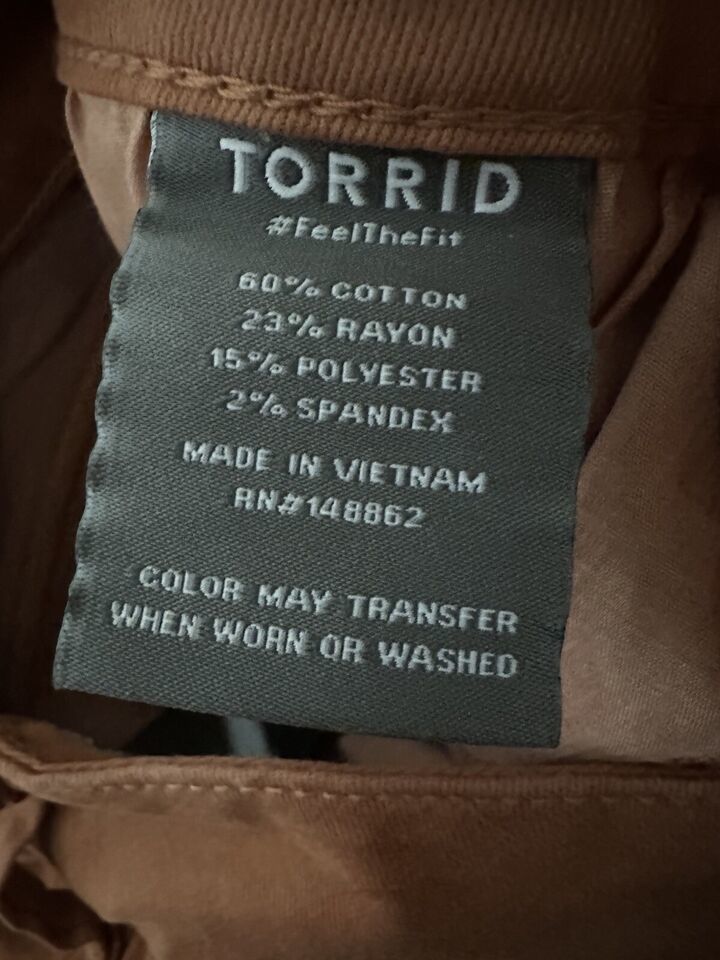 TORRID
#FeelTheFit
60% COTTON
23% RAYON
15% POLYESTER
2% SPANDEX
MADE IN VIETNAM
RN#148862
COLOR MAY TRANSFER
WHEN WORN OR WASHED